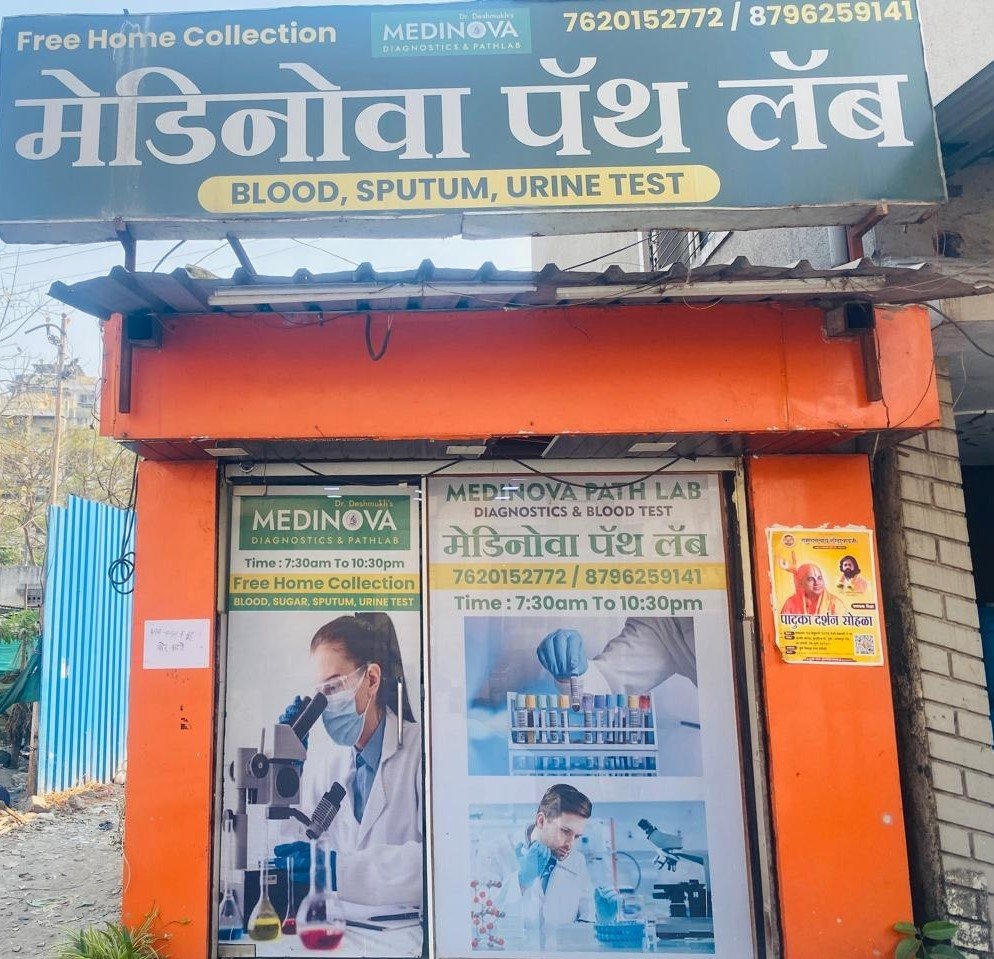 Free Home Collection
Dr. Deshmukh's
MEDINOVA
DIAGNOSTICS & PATHLAB
7620152772 / 8796259141
मेडिनोवा पॅथ लॅब
BLOOD, SPUTUM, URINE TEST
Dr. Deshmukh's
MEDINOVA
DIAGNOSTICS & PATHLAB
Time : 7:30am To 10:30pm
Free Home Collection
BLOOD, SUGAR, SPUTUM, URINE TEST
MEDINOVA PATH LAB
DIAGNOSTICS & BLOOD TEST
मेडिनोवा पॅथ लॅब
7620152772 / 8796259141
Time : 7:30am To 10:30pm
पादुका दर्शन सोहळा